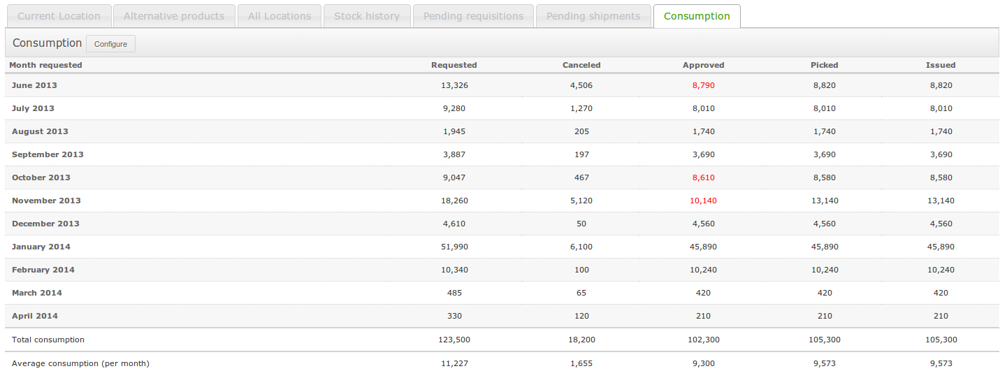 Current Location Alternative products All Locations Stock history Pending requisitions Pending shipments Consumption
Consumption Configure
Month requested Requested Canceled Approved Picked Issued
June 2013 13,326 4,506 8,790 8,820 8,820
July 2013 9,280 1,270 8,010 8,010 8,010
August 2013 1,945 205 1,740 1,740 1,740
September 2013 3,887 197 3,690 3,690 3,690
October 2013 9,047 467 8,610 8,580 8,580
November 2013 18,260 5,120 10,140 13,140 13,140
December 2013 4,610 50 4,560 4,560 4,560
January 2014 51,990 6,100 45,890 45,890 45,890
February 2014 10,340 100 10,240 10,240 10,240
March 2014 485 65 420 420 420
April 2014 330 120 210 210 210
Total consumption 123,500 18,200 102,300 105,300 105,300
Average consumption (per month) 11,227 1,655 9,300 9,573 9,573